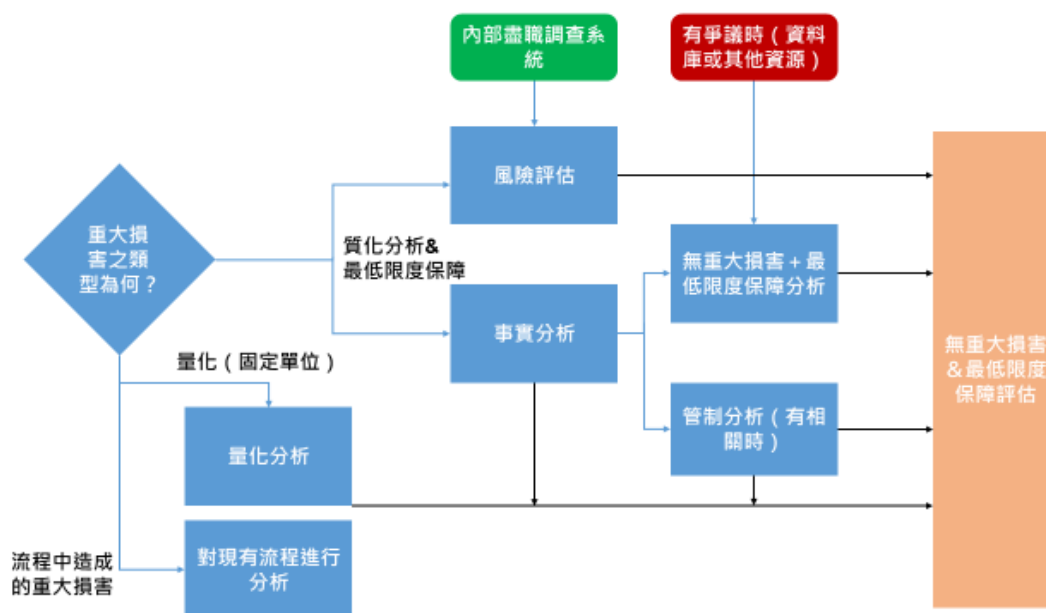 內部盡職調查系
統
有爭議時（資料
庫或其他資源）
風險評估
重大損
害之類
型為何？
質化分析&
最低限度保障
無重大損害＋最
低限度保障分析
事實分析
無重大損害
＆最低限度
保障評估
量化（固定單位）
管制分析（有相
關時）
量化分析
流程中造成
的重大損害
對現有流程進行
分析